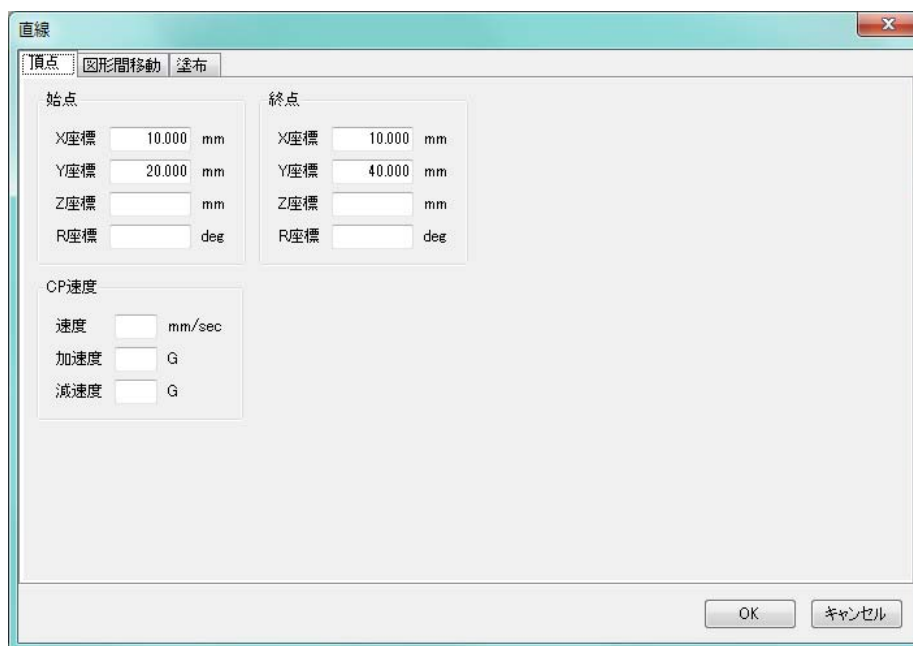 直線
頂点 図形間移動 塗布
始点
X座標 10.000 mm
Y座標 20.000 mm
Z座標 mm
R座標 deg
終点
X座標 10.000 mm
Y座標 40.000 mm
Z座標 mm
R座標 deg
CP速度
速度 mm/sec
加速度 G
減速度 G
OK キャンセル